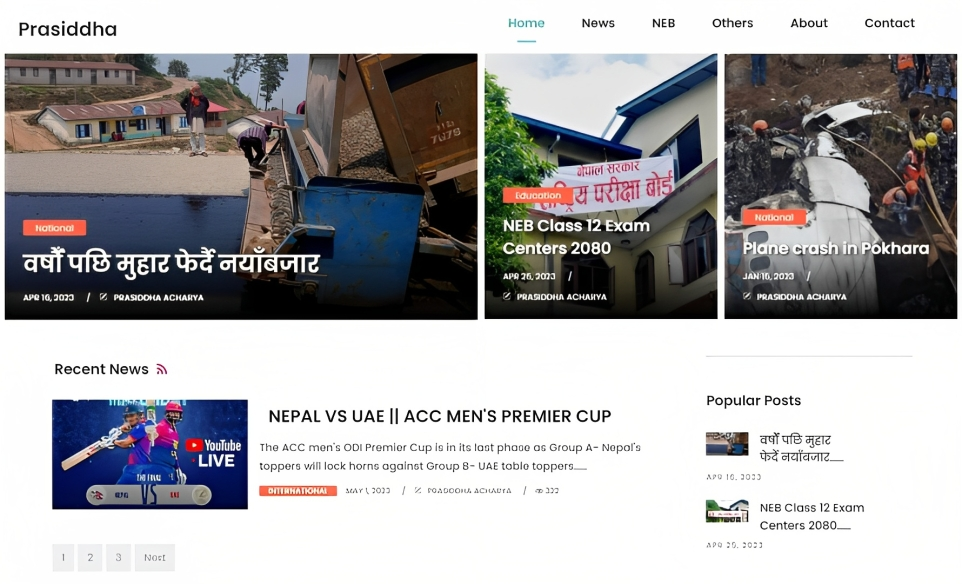 Prasiddha
Home News NEB Others About Contact
7079
National
वर्षौं पछि मुहार फेर्दै नयाँबजार
APR 16, 2023 / PRASIDDHA ACHARYA
नेपाल सरकार
परीक्षा बोर्ड
Education
NEB Class 12 Exam
Centers 2080
APR 26, 2023 /
PRASIDDHA ACHARYA
National
Plane crash in Pokhara
JAN 16, 2023 /
PRASIDDHA ACHARYA
Recent News
YouTube
LIVE
NEPAL UAE
NEPAL VS UAE || ACC MEN'S PREMIER CUP
The ACC men's ODI Premier Cup is in its last phase as Group A- Nepal's
toppers will lock horns against Group B- UAE table toppers......
INTERNATIONAL MAY 1, 2023 / PRASIDDHA ACHARYA /
1 2 3 Next
Popular Posts
वर्षौं पछि मुहार
फेर्दै नयाँबजार......
APR 16, 2023
NEB Class 12 Exam
Centers 2080......
APR 26, 2023